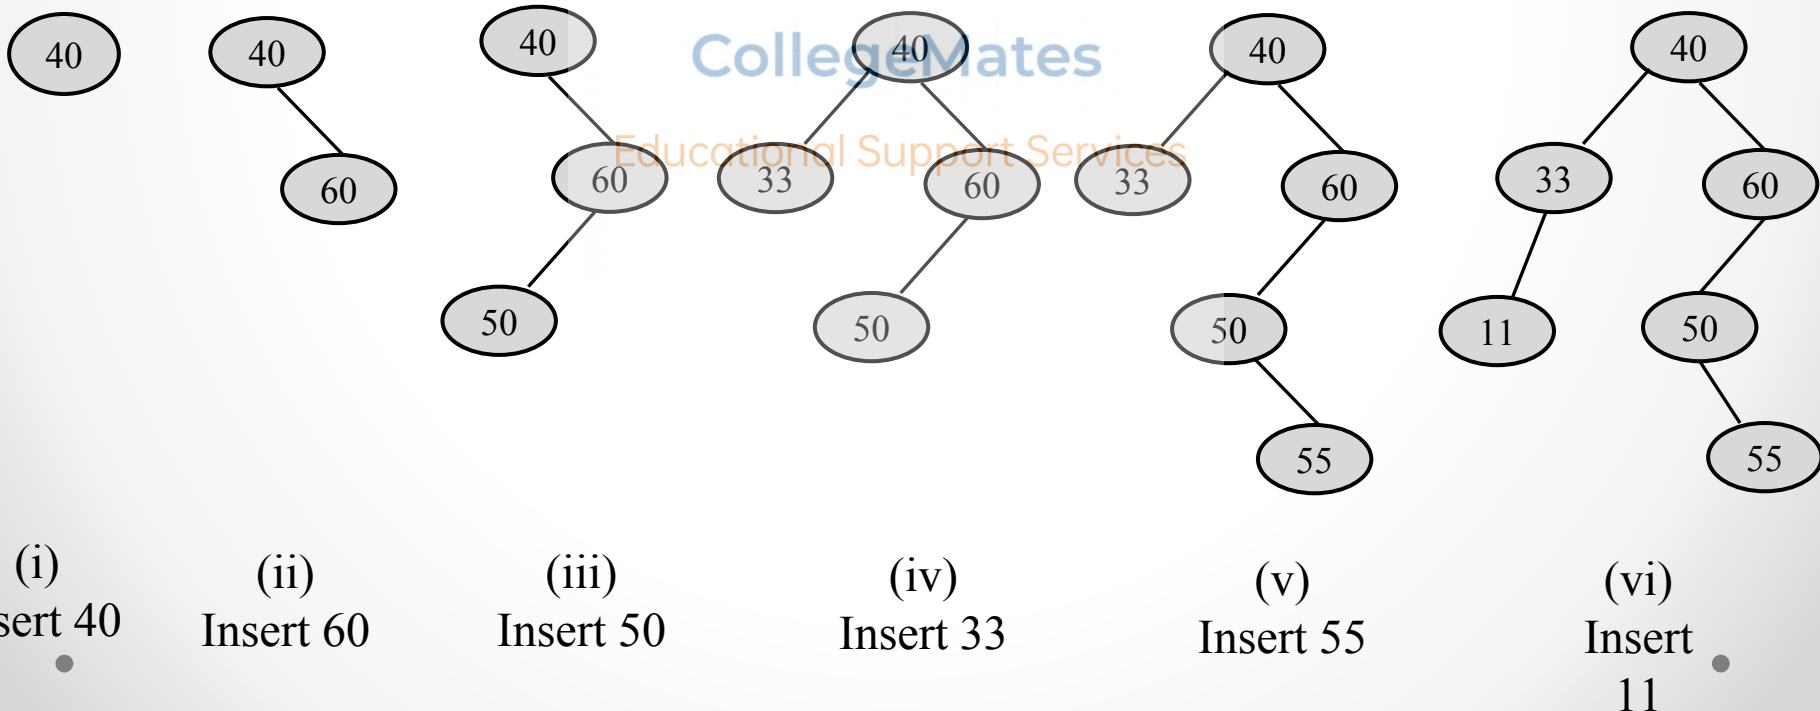 CollegeMates
Educational Support Services
40
40
60
40
60
50
40
33
60
50
40
33
60
50
55
40
33
60
11
50
55
(i)
sert 40
(ii)
Insert 60
(iii)
Insert 50
(iv)
Insert 33
(v)
Insert 55
(vi)
Insert
11